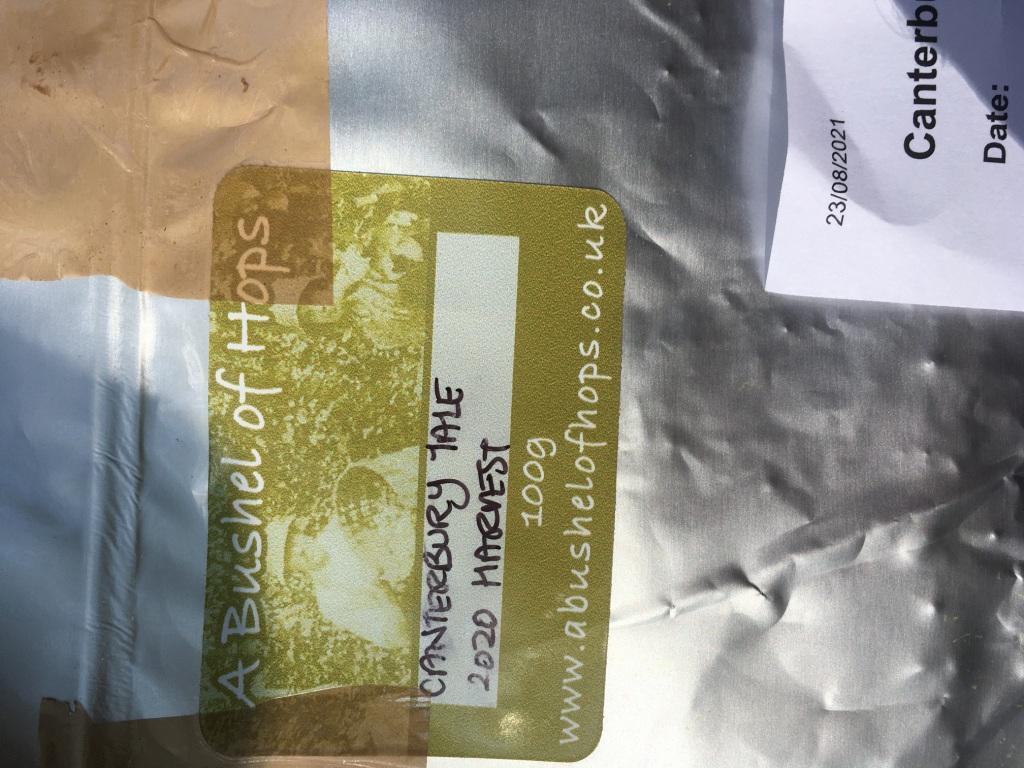 A Bushel of Hops
CANTERBURY TALE
2020 HARVEST
100g
www.abushelofhops.co.uk
23/08/2021
Canterb
Date: